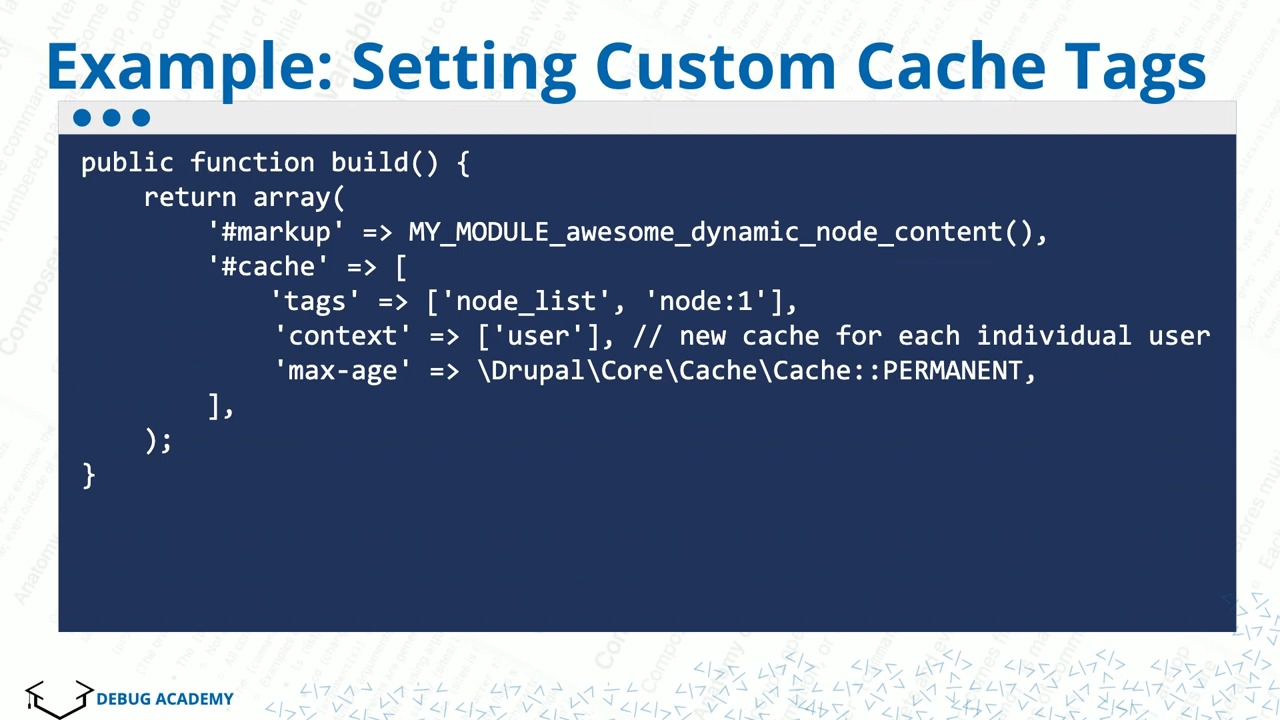 Example: Setting Custom Cache Tags
public function build() {
return array(
'#markup' => MY_MODULE_awesome_dynamic_node_content(),
'#cache' => [
'tags' => ['node_list', 'node:1'],
'context' => ['user'], // new cache for each individual user
'max-age' => \Drupal\Core\Cache\Cache::PERMANENT,
],
);
}
DEBUG ACADEMY